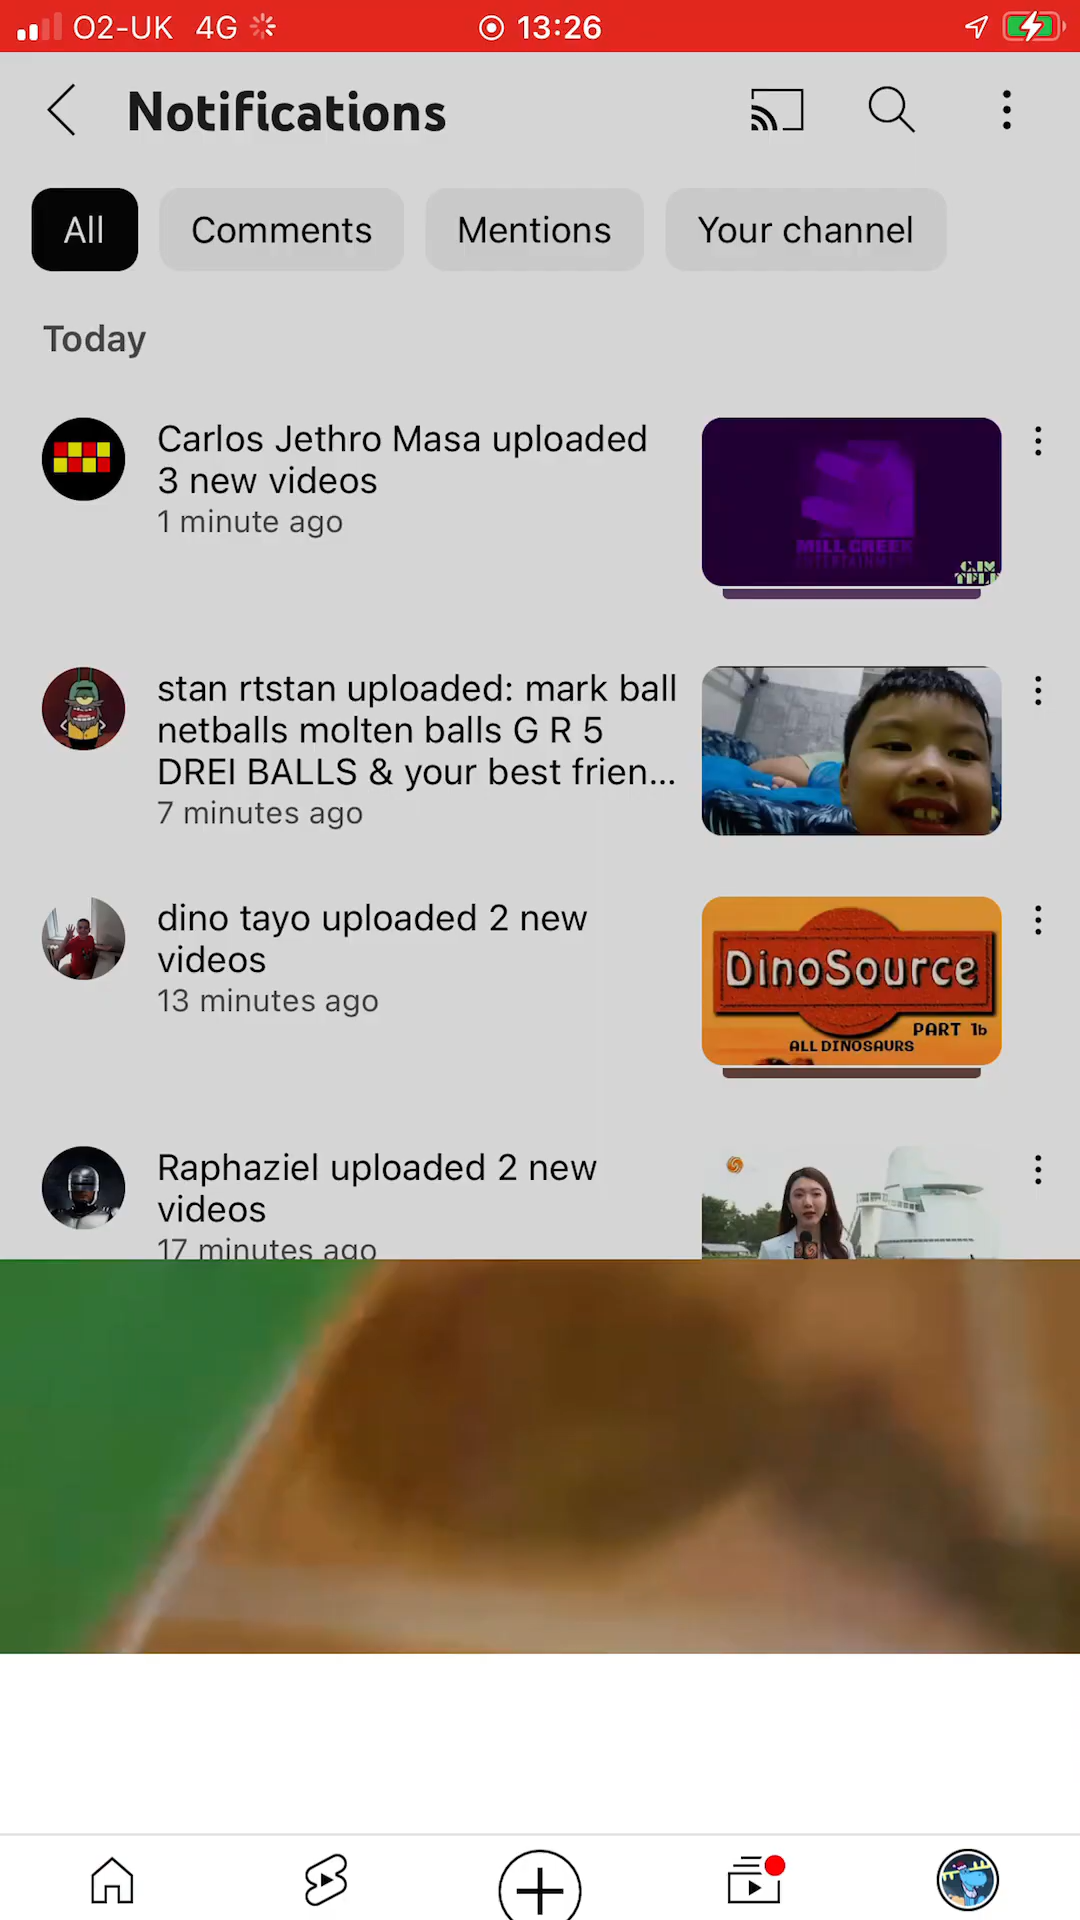 O2-UK 4G 13:26
Notifications
All Comments Mentions Your channel
Today
Carlos Jethro Masa uploaded
3 new videos
1 minute ago
MILL CREEK
ENTERTAINMENT
stan rtstan uploaded: mark ball
netballs molten balls G R 5
DREI BALLS & your best frien...
7 minutes ago
dino tayo uploaded 2 new
videos
13 minutes ago
DinoSource
PART 1b
ALL DINOSAURS
Raphaziel uploaded 2 new
videos
17 minutes ago